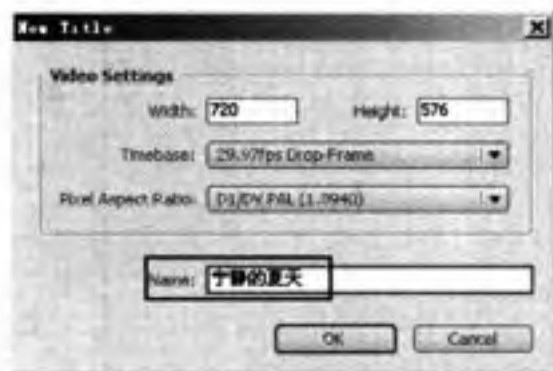 New Title
Video Settings
Width: 720 Height: 576
Timebase: 29.97fps Drop-Frame
Pixel Aspect Ratio: D1/DV PAL (1.0940)
Name: 宁静的夏天
OK Cancel